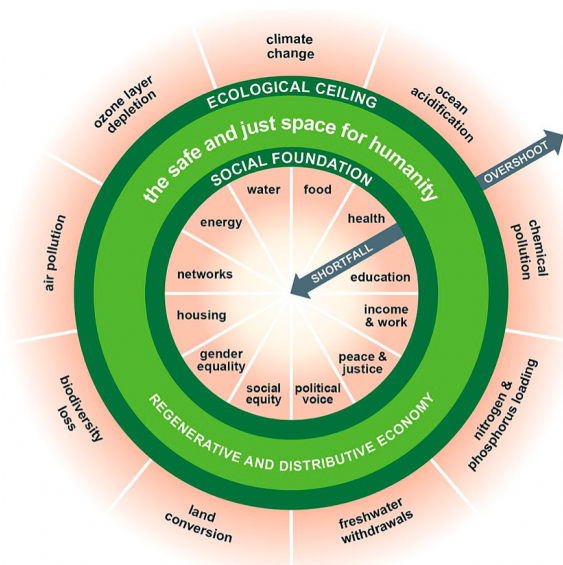 climate
change
ozone layer
depletion
ocean
acidification
ECOLOGICAL CEILING
the safe and just space for humanity
OVERSHOOT
SOCIAL FOUNDATION
water
food
energy
health
SHORTFALL
air pollution
chemical
pollution
networks
education
housing
income
& work
gender
equality
peace &
justice
social
equity
political
voice
REGENERATIVE AND DISTRIBUTIVE ECONOMY
biodiversity
loss
nitrogen &
phosphorus loading
land
conversion
freshwater
withdrawals